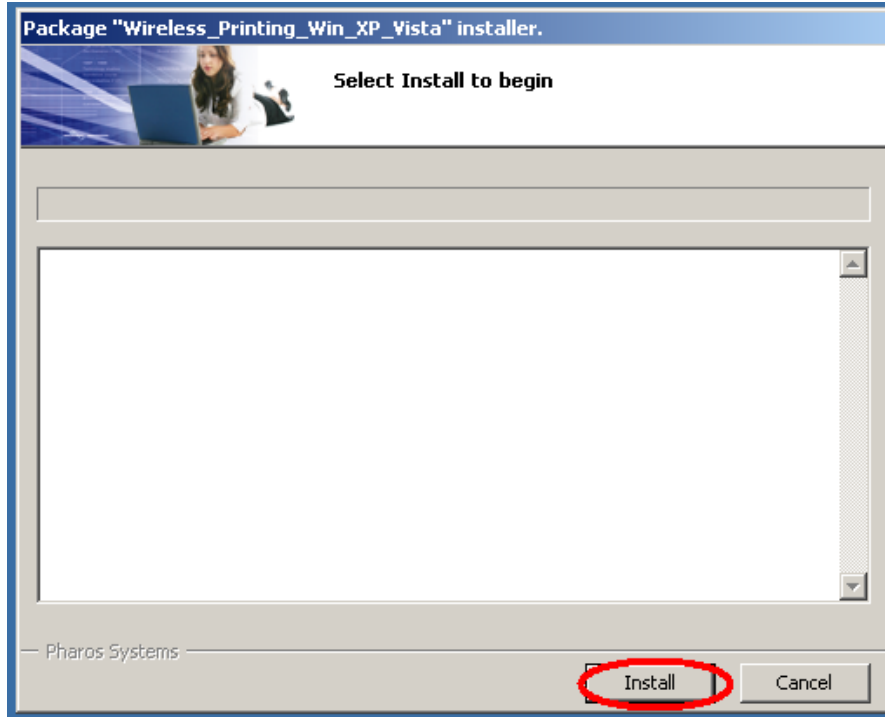 Package "Wireless_Printing_Win_XP_Vista" installer.
Select Install to begin
Pharos Systems
Install
Cancel